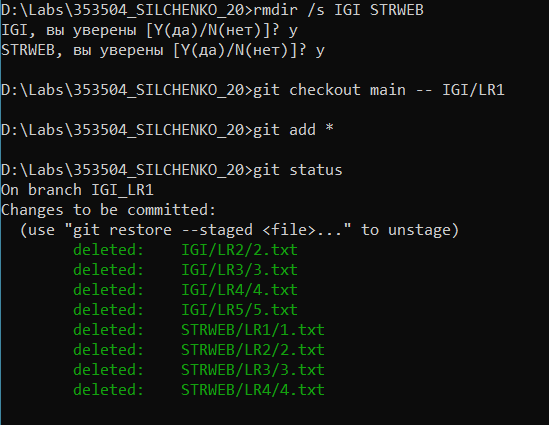 D:\Labs\353504_SILCHENKO_20>rmdir /s IGI STRWEB
IGI, вы уверены [Y(да)/N(нет)]? y
STRWEB, вы уверены [Y(да)/N(нет)]? y
D:\Labs\353504_SILCHENKO_20>git checkout main -- IGI/LR1
D:\Labs\353504_SILCHENKO_20>git add *
D:\Labs\353504_SILCHENKO_20>git status
On branch IGI_LR1
Changes to be committed:
  (use "git restore --staged <file>..." to unstage)
        deleted:    IGI/LR2/2.txt
        deleted:    IGI/LR3/3.txt
        deleted:    IGI/LR4/4.txt
        deleted:    IGI/LR5/5.txt
        deleted:    STRWEB/LR1/1.txt
        deleted:    STRWEB/LR2/2.txt
        deleted:    STRWEB/LR3/3.txt
        deleted:    STRWEB/LR4/4.txt